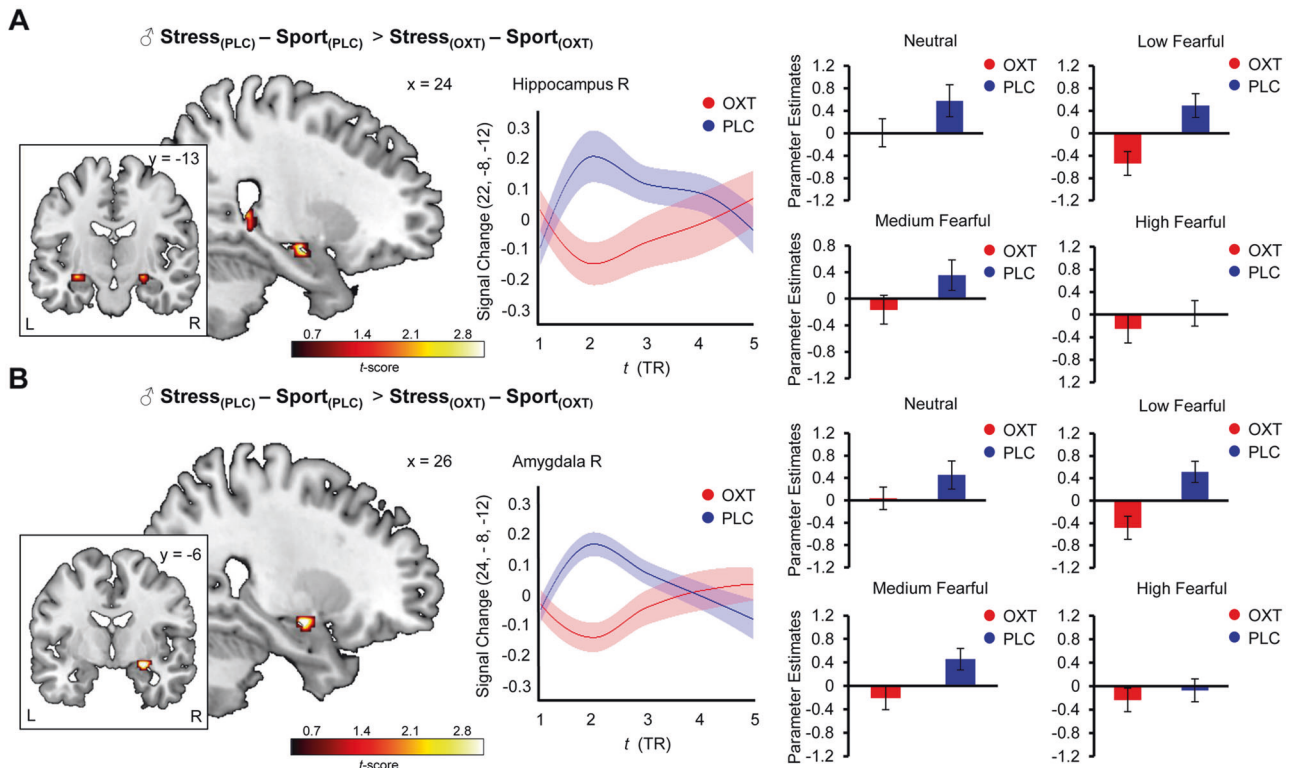 A
♂ Stress(PLC) – Sport(PLC) > Stress(OXT) – Sport(OXT)
x = 24
y = -13
L
R
0.7 1.4 2.1 2.8
t-score
Hippocampus R
OXT
PLC
Signal Change (22, -8, -12)
0.3
0.2
0.1
0
-0.1
-0.2
-0.3
1 2 3 4 5
t (TR)
Neutral
OXT
PLC
Parameter Estimates
1.2
0.8
0.4
0
-0.4
-0.8
-1.2
Low Fearful
OXT
PLC
1.2
0.8
0.4
0
-0.4
-0.8
-1.2
Medium Fearful
OXT
PLC
Parameter Estimates
0.8
0.4
0
-0.4
-0.8
-1.2
High Fearful
OXT
PLC
1.2
0.8
0.4
0
-0.4
-0.8
1.2
B
♂ Stress(PLC) – Sport(PLC) > Stress(OXT) – Sport(OXT)
x = 26
y = -6
L
R
0.7 1.4 2.1 2.8
t-score
Amygdala R
OXT
PLC
Signal Change (24, - 8, -12)
0.3
0.2
0.1
0
-0.1
-0.2
-0.3
1 2 3 4 5
t (TR)
Neutral
OXT
PLC
Parameter Estimates
1.2
0.8
0.4
0
-0.4
-0.8
-1.2
Low Fearful
OXT
PLC
1.2
0.8
0.4
0
-0.4
-0.8
-1.2
Medium Fearful
OXT
PLC
Parameter Estimates
1.2
0.8
0.4
0
-0.4
-0.8
-1.2
High Fearful
OXT
PLC
1.2
0.8
0.4
0
-0.4
-0.8
-1.2